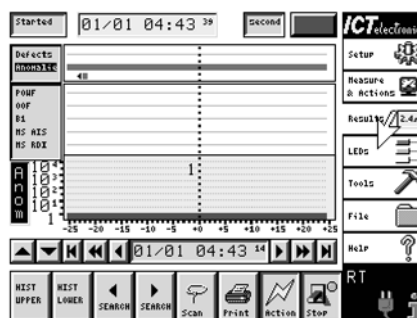 Started 01/01 04:43 39 second
ICTelectronics
Defects
Anomalie
POWF
OOF
B1
MS AIS
MS RDI
Anom
10⁴
10³
10²
10¹
1
1
-25 -20 -15 -10 -5 +0 +5 +10 +15 +20 +25
01/01 04:43 14
HIST UPPER
HIST LOWER
SEARCH
SEARCH
Scan
Print
Action
Stop
Setup
Measure & Actions
Results
2.4
LEDs
Tools
File
Help
RT